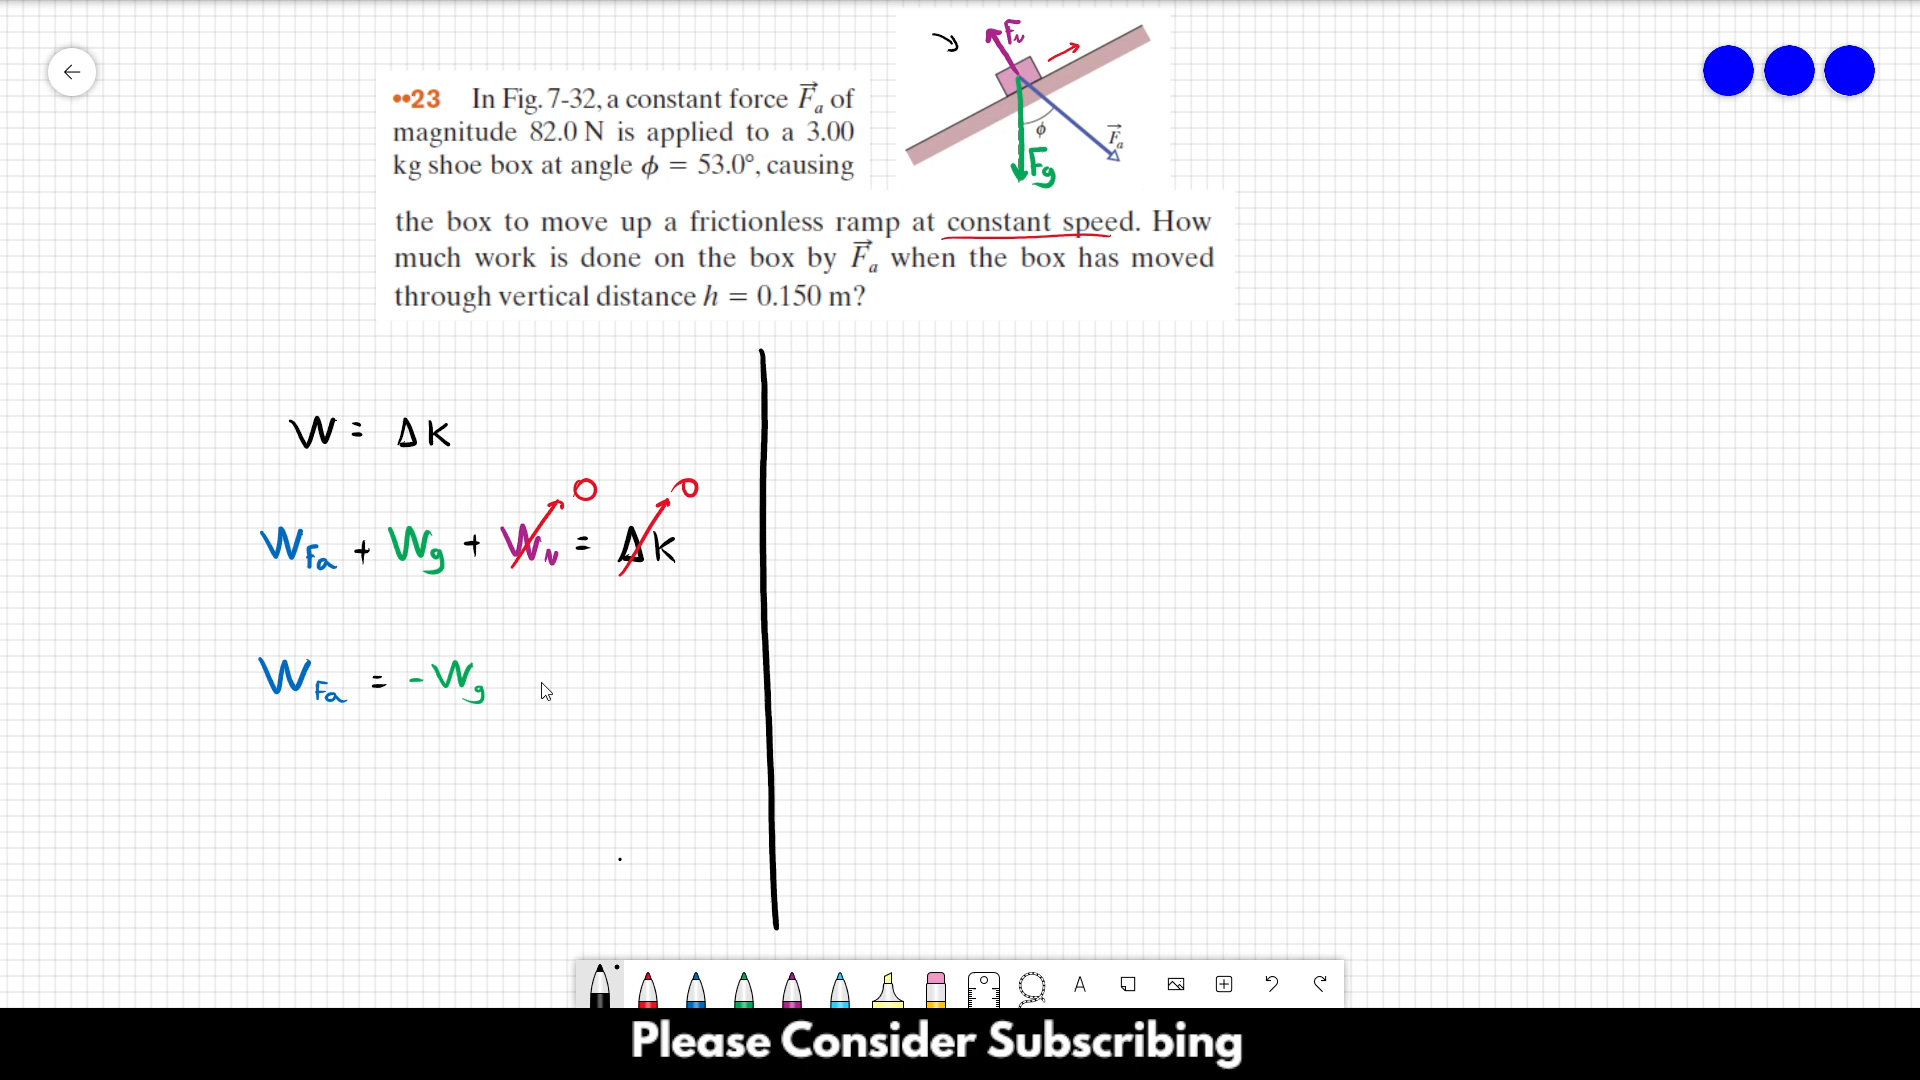 ••23 In Fig. 7-32, a constant force F⃗a of
magnitude 82.0 N is applied to a 3.00
kg shoe box at angle ϕ = 53.0°, causing
the box to move up a frictionless ramp at constant speed. How
much work is done on the box by F⃗a when the box has moved
through vertical distance h = 0.150 m?
FN
ϕ
F⃗a
Fg
W = ΔK
0 0
WFa + Wg + WN = ΔK
WFa = -Wg
A
Please Consider Subscribing